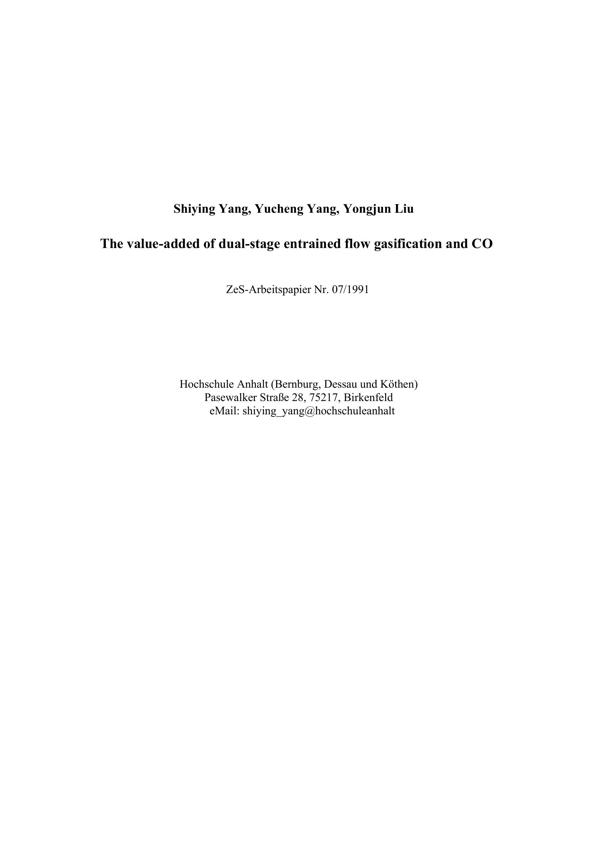 Shiying Yang, Yucheng Yang, Yongjun Liu
The value-added of dual-stage entrained flow gasification and CO
ZeS-Arbeitspapier Nr. 07/1991
Hochschule Anhalt (Bernburg, Dessau und Köthen)
Pasewalker Straße 28, 75217, Birkenfeld
eMail: shiying_yang@hochschuleanhalt